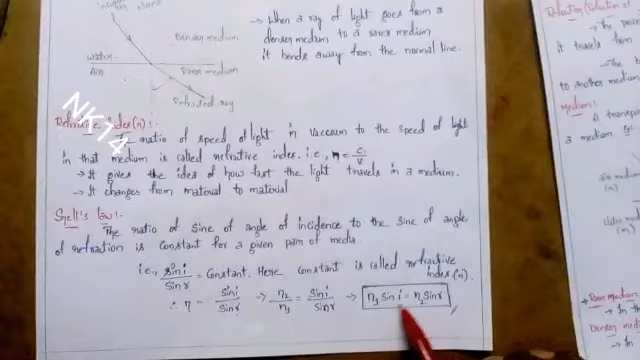 → When a ray of light goes from a
denser medium to a rarer medium
it bends away from the normal line.
Denser medium
water
Air
Rarer medium
Refracted ray
NK14
Refractive index(n):-
The ratio of speed of light in vaccum to the speed of light
in that medium is called refractive index. i.e, n = c/v
→ It gives the idea of how fast the light travels in a medium.
→ It changes from material to material
Snell's law:-
The ratio of sine of angle of incidence to the sine of angle
of refraction is constant for a given pair of media.
i.e., sin i / sin r = constant. Here constant is called refractive
index.(n)
∴ n = sin i / sin r → n₂/n₁ = sin i / sin r → n₁ sin i = n₂ sin r
it travels from
to another medium
Medium:
a medium
Rarer medium